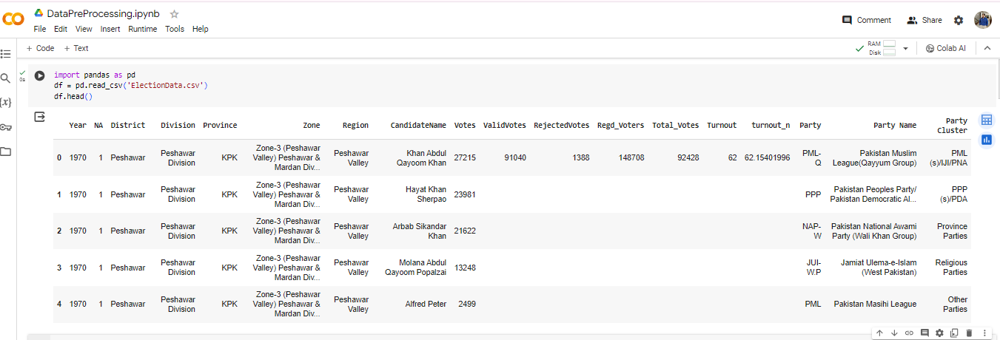 DataPreProcessing.ipynb
File Edit View Insert Runtime Tools Help
Comment Share
+ Code + Text
RAM
Disk
Colab AI
0s
{x}
import pandas as pd
df = pd.read_csv('ElectionData.csv')
df.head()
Year NA District Division Province Zone Region CandidateName Votes ValidVotes RejectedVotes Regd_Voters Total_Votes Turnout turnout_n Party Party Name Party Cluster
0 1970 1 Peshawar Peshawar Division KPK Zone-3 (Peshawar Valley) Peshawar & Mardan Div... Peshawar Valley Khan Abdul Qayoom Khan 27215 91040 1388 148708 92428 62 62.15401996 PML-Q Pakistan Muslim League(Qayyum Group) PML (s)/IJI/PNA
1 1970 1 Peshawar Peshawar Division KPK Zone-3 (Peshawar Valley) Peshawar & Mardan Div... Peshawar Valley Hayat Khan Sherpao 23981 PPP Pakistan Peoples Party/ Pakistan Democratic Al... PPP (s)/PDA
2 1970 1 Peshawar Peshawar Division KPK Zone-3 (Peshawar Valley) Peshawar & Mardan Div... Peshawar Valley Arbab Sikandar Khan 21622 NAP-W Pakistan National Awami Party (Wali Khan Group) Province Parties
3 1970 1 Peshawar Peshawar Division KPK Zone-3 (Peshawar Valley) Peshawar & Mardan Div... Peshawar Valley Molana Abdul Qayoom Popalzai 13248 JUI-W.P Jamiat Ulema-e-Islam (West Pakistan) Religious Parties
4 1970 1 Peshawar Peshawar Division KPK Zone-3 (Peshawar Valley) Peshawar & Mardan Div... Peshawar Valley Alfred Peter 2499 PML Pakistan Masihi League Other Parties